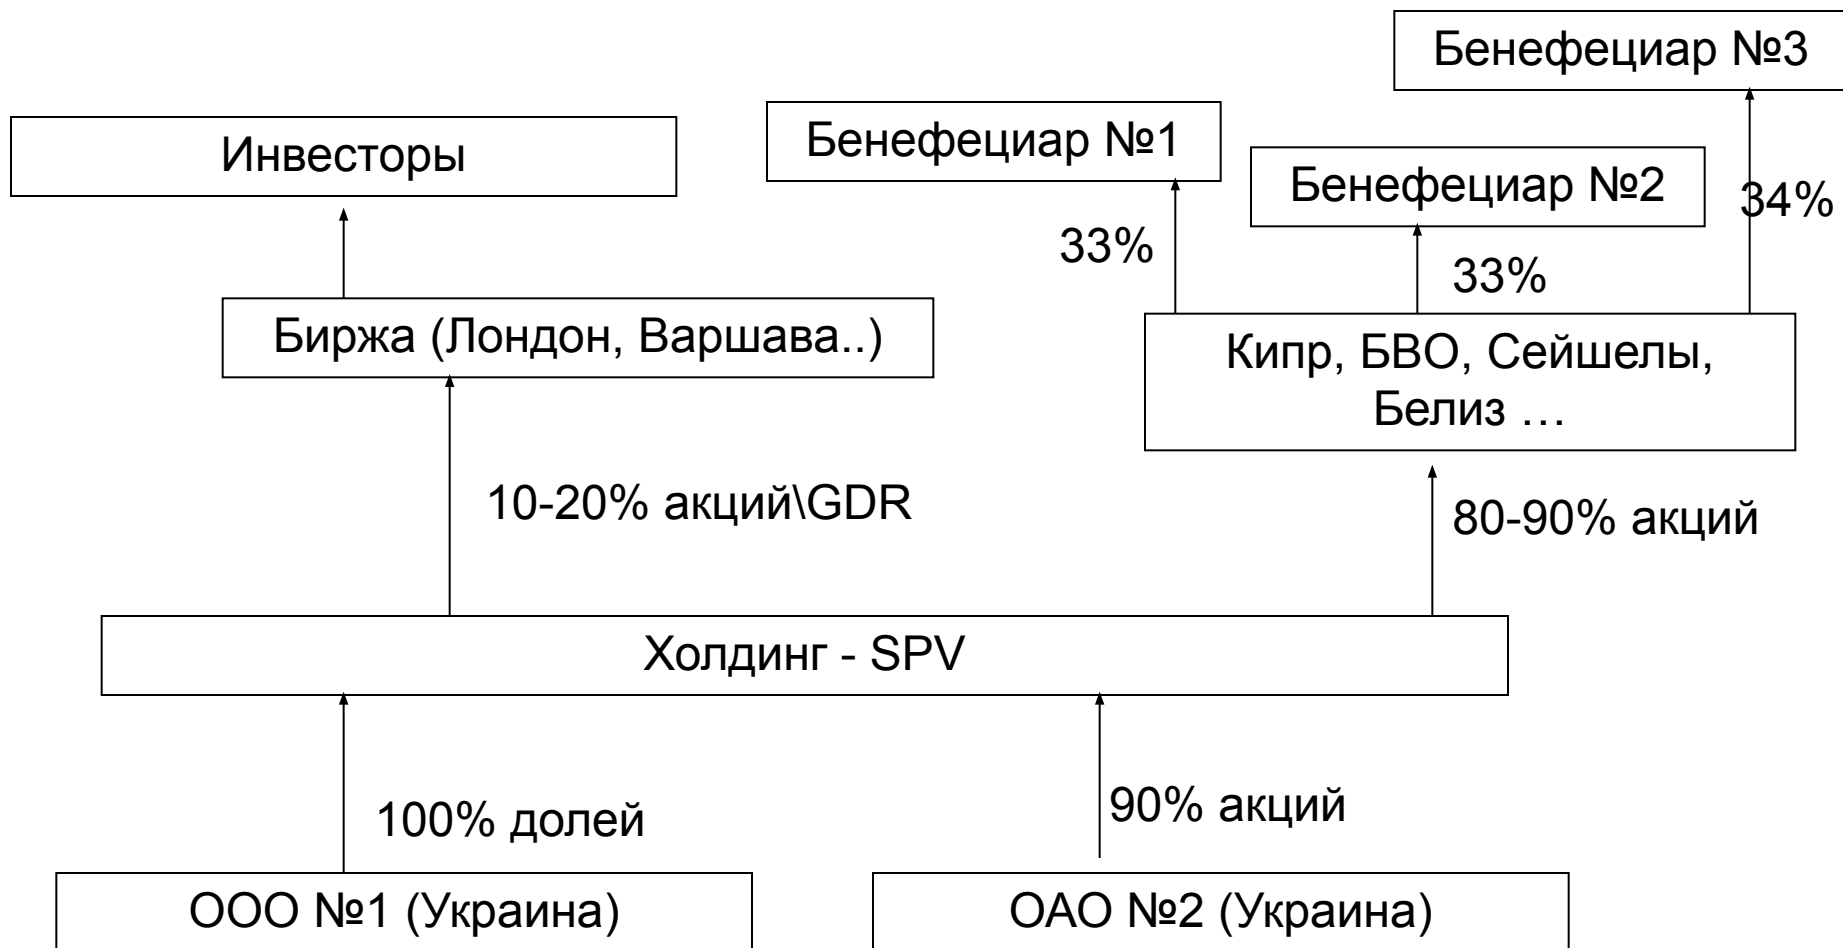 Бенефециар №3
Инвесторы
Бенефециар №1
Бенефециар №2
34%
33%
33%
Биржа (Лондон, Варшава..)
Кипр, БВО, Сейшелы,
Белиз …
10-20% акций\GDR
80-90% акций
Холдинг - SPV
100% долей
90% акций
ООО №1 (Украина)
ОАО №2 (Украина)